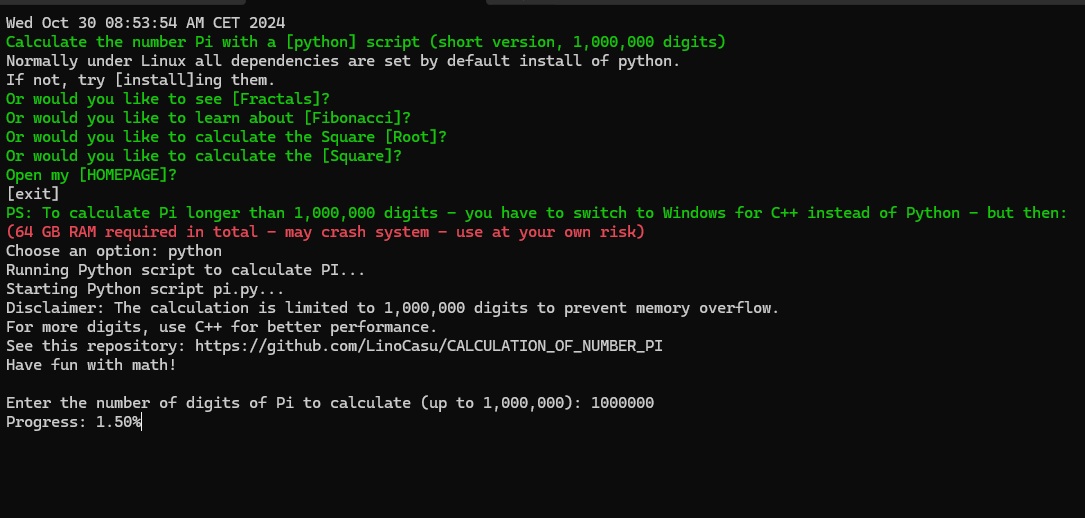 Wed Oct 30 08:53:54 AM CET 2024
Calculate the number Pi with a [python] script (short version, 1,000,000 digits)
Normally under Linux all dependencies are set by default install of python.
If not, try [install]ing them.
Or would you like to see [Fractals]?
Or would you like to learn about [Fibonacci]?
Or would you like to calculate the Square [Root]?
Or would you like to calculate the [Square]?
Open my [HOMEPAGE]?
[exit]
PS: To calculate Pi longer than 1,000,000 digits - you have to switch to Windows for C++ instead of Python - but then:
(64 GB RAM required in total - may crash system - use at your own risk)
Choose an option: python
Running Python script to calculate PI...
Starting Python script pi.py...
Disclaimer: The calculation is limited to 1,000,000 digits to prevent memory overflow.
For more digits, use C++ for better performance.
See this repository: https://github.com/LinoCasu/CALCULATION_OF_NUMBER_PI
Have fun with math!
Enter the number of digits of Pi to calculate (up to 1,000,000): 1000000
Progress: 1.50%